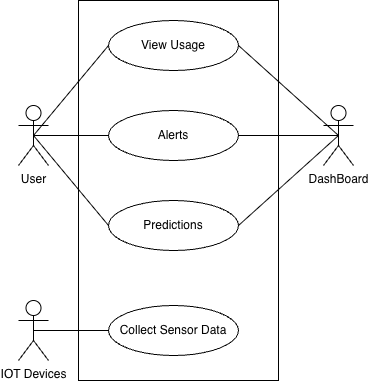 View Usage
Alerts
User
DashBoard
Predictions
Collect Sensor Data
IOT Devices